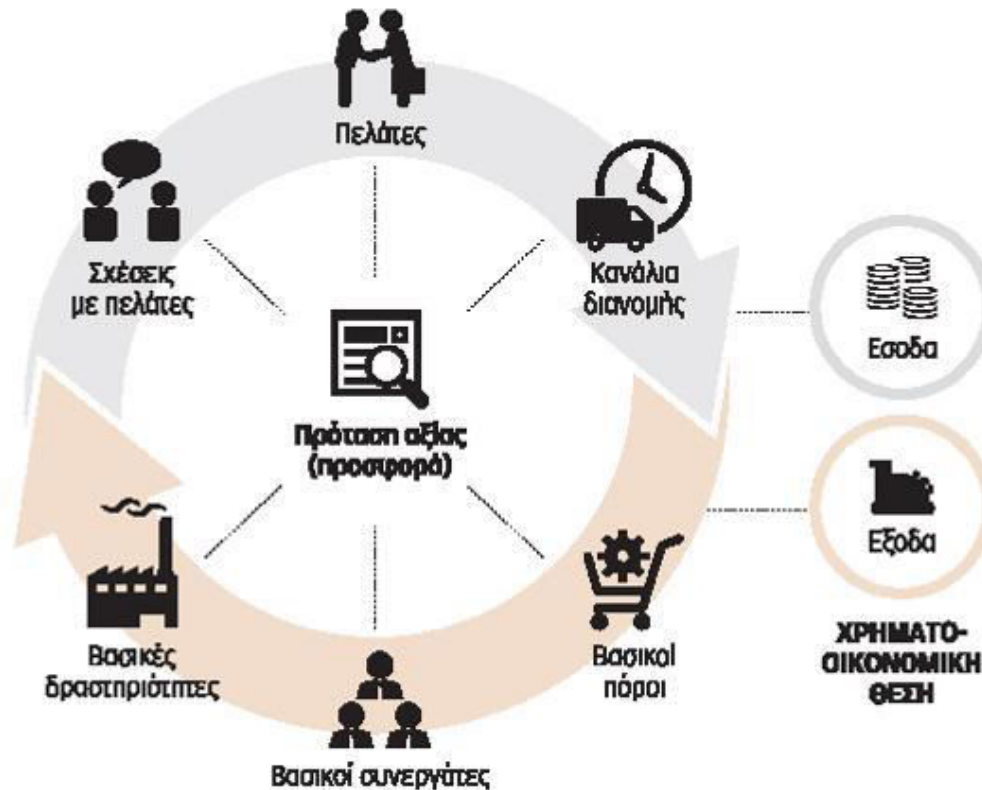 Πελάτες
Σχέσεις
με πελάτες
Κανάλια
διανομής
Εσοδα
Πρόταση αξίας
(προσφορά)
Εξοδα
Βασικές
δραστηριότητες
Βασικοί
πόροι
ΧΡΗΜΑΤΟ-
ΟΙΚΟΝΟΜΙΚΗ
ΘΕΣΗ
Βασικοί συνεργάτες